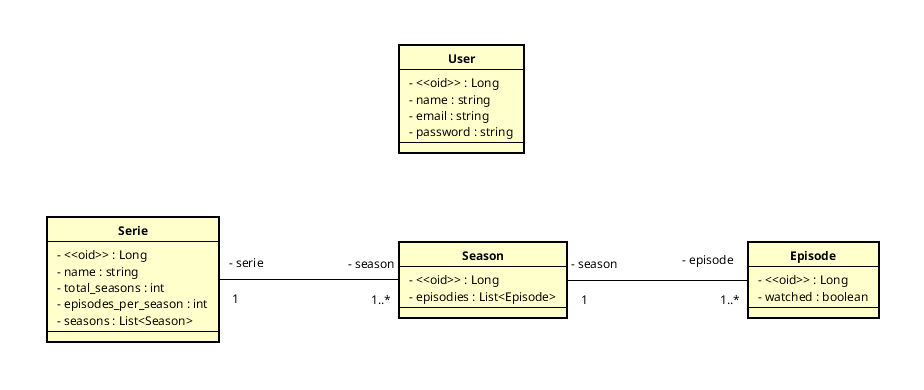 User
- <<oid>> : Long
- name : string
- email : string
- password : string
Serie
- <<oid>> : Long
- name : string
- total_seasons : int
- episodes_per_season : int
- seasons : List<Season>
- serie
1
- season
1..*
Season
- <<oid>> : Long
- episodies : List<Episode>
- season
1
- episode
1..*
Episode
- <<oid>> : Long
- watched : boolean